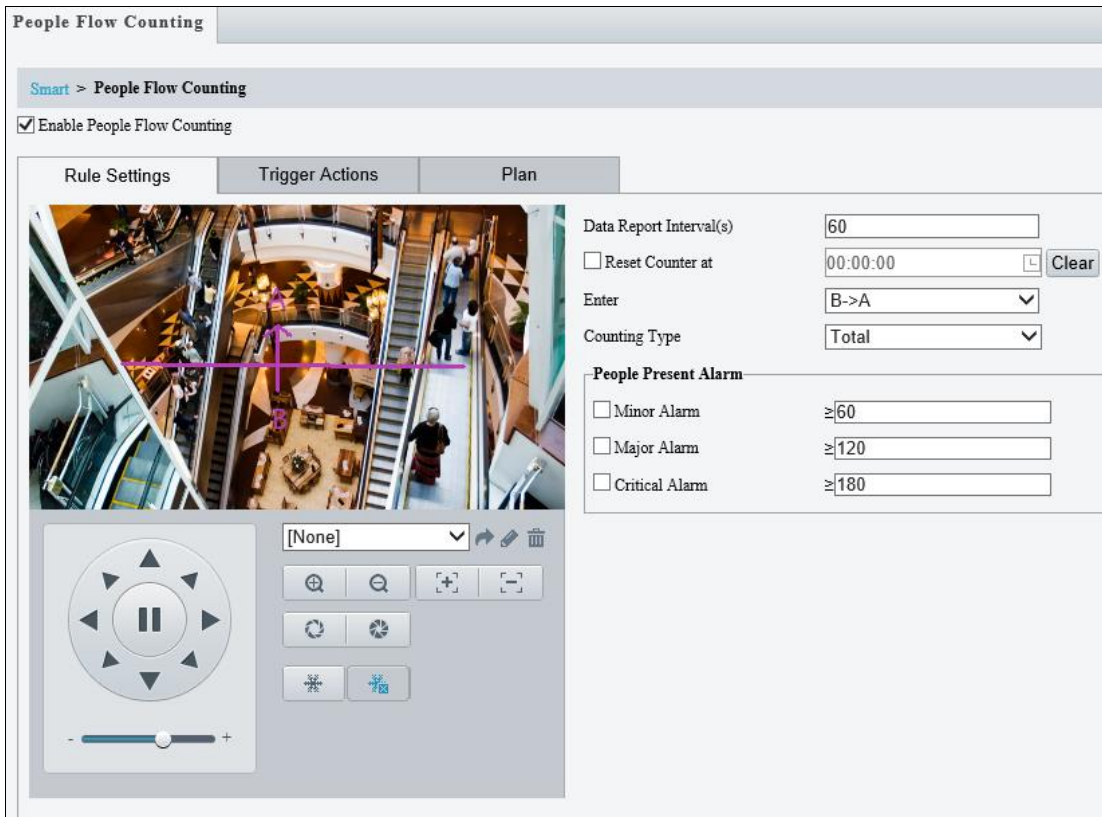 People Flow Counting
Smart > People Flow Counting
Enable People Flow Counting
Rule Settings Trigger Actions Plan
Data Report Interval(s) 60
Reset Counter at 00:00:00 Clear
Enter B->A
Counting Type Total
People Present Alarm
Minor Alarm ≥60
Major Alarm ≥120
Critical Alarm ≥180
A
B
[None]
- +